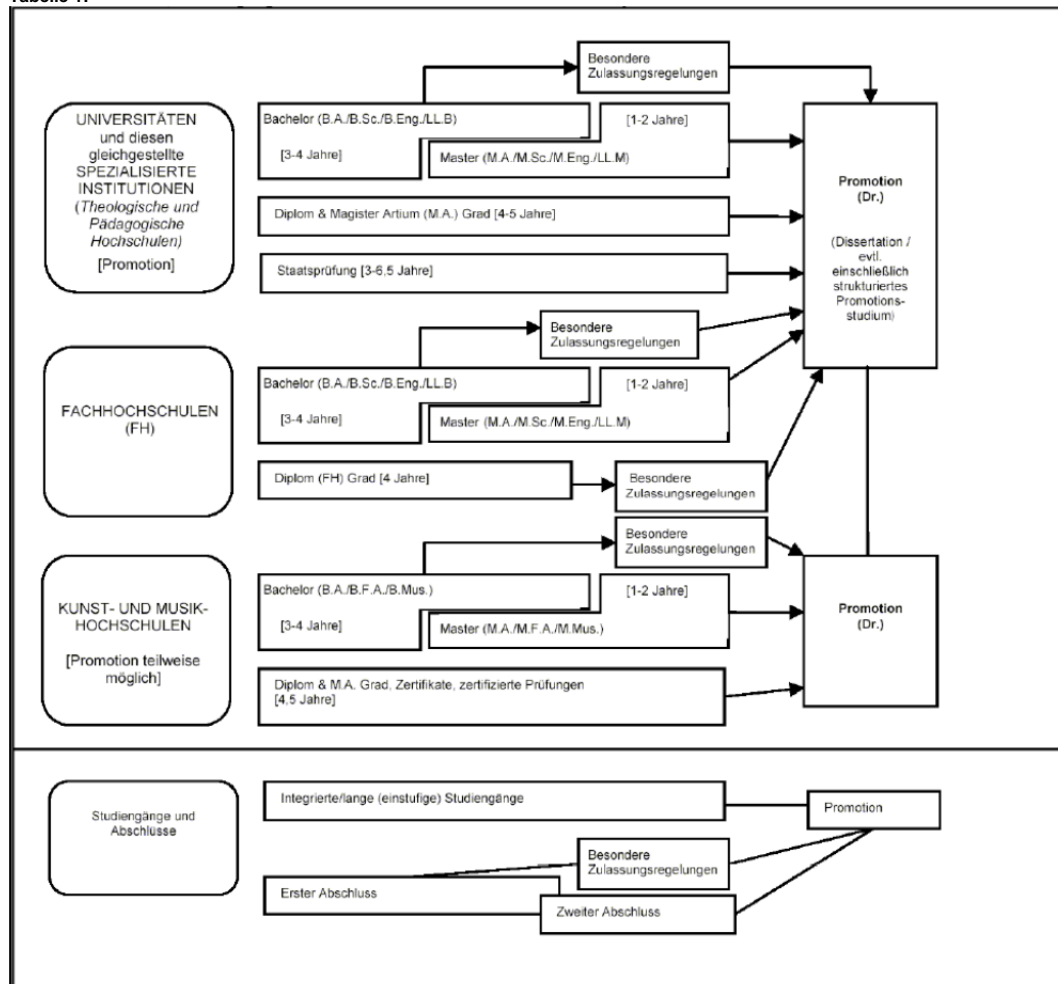 Tabelle 1:
Besondere
Zulassungsregelungen
UNIVERSITÄTEN
und diesen
gleichgestellte
SPEZIALISIERTE
INSTITUTIONEN
(Theologische und
Pädagogische
Hochschulen)
[Promotion]
Bachelor (B.A./B.Sc./B.Eng./LL.B)
[3-4 Jahre]
[1-2 Jahre]
Master (M.A./M.Sc./M.Eng./LL.M)
Diplom & Magister Artium (M.A.) Grad [4-5 Jahre]
Staatsprüfung [3-6,5 Jahre]
Promotion
(Dr.)
(Dissertation /
evtl.
einschließlich
strukturiertes
Promotions-
studium)
Besondere
Zulassungsregelungen
FACHHOCHSCHULEN
(FH)
Bachelor (B.A./B.Sc./B.Eng./LL.B)
[3-4 Jahre]
[1-2 Jahre]
Master (M.A./M.Sc./M.Eng./LL.M)
Diplom (FH) Grad [4 Jahre]
Besondere
Zulassungsregelungen
Besondere
Zulassungsregelungen
KUNST- UND MUSIK-
HOCHSCHULEN
[Promotion teilweise
möglich]
Bachelor (B.A./B.F.A./B.Mus.)
[3-4 Jahre]
[1-2 Jahre]
Master (M.A./M.F.A./M.Mus.)
Diplom & M.A. Grad, Zertifikate, zertifizierte Prüfungen
[4,5 Jahre]
Promotion
(Dr.)
Studiengänge und
Abschlüsse
Integrierte/lange (einstufige) Studiengänge
Promotion
Besondere
Zulassungsregelungen
Erster Abschluss
Zweiter Abschluss